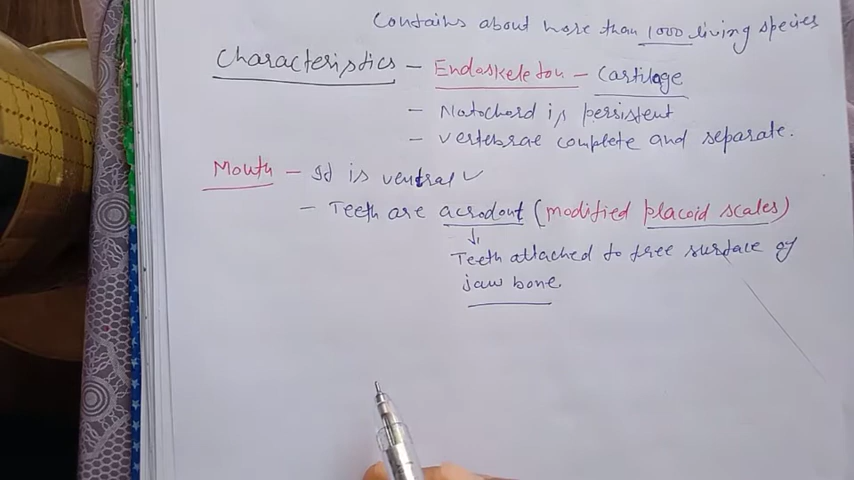 Contains about more than 1000 living species
Characteristics - Endoskeleton - Cartilage
- Notochord is persistent
- vertebrae complete and separate.
Mouth - It is ventral ✓
- Teeth are acrodont (modified placoid scales)
↓
Teeth attached to free surface of
jaw bone.